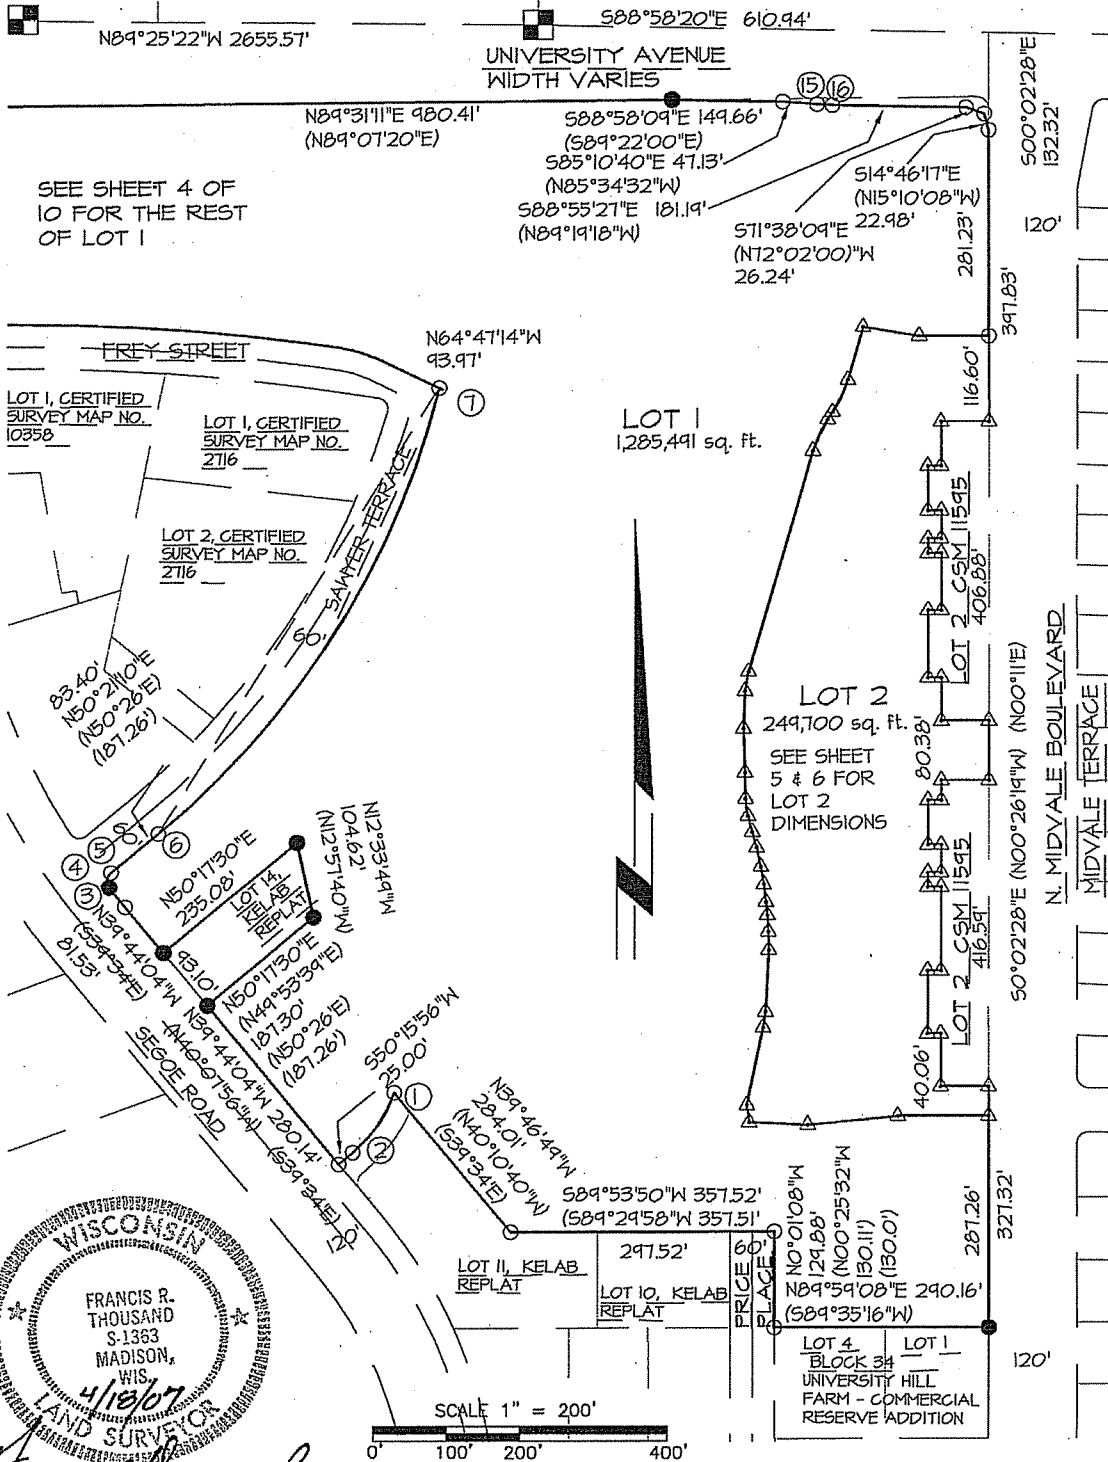 N89°25'22"W 2655.57'
S88°58'20"E 610.94'
UNIVERSITY AVENUE
WIDTH VARIES
N89°31'11"E 980.41'
(N89°07'20"E)
S88°58'09"E 149.66'
(S89°22'00"E)
S85°10'40"E 47.13'
(N85°34'32"W)
S88°55'27"E 181.19'
(N89°19'18"W)
15
16
S71°38'09"E
(N72°02'00)"W
26.24'
S14°46'17"E
(N15°10'08"W)
22.98'
S00°02'28"E
132.32'
120'
281.23'
397.83'
116.60'
SEE SHEET 4 OF
10 FOR THE REST
OF LOT 1
FREY STREET
N64°47'14"W
93.97'
7
LOT 1, CERTIFIED
SURVEY MAP NO.
10358
LOT 1, CERTIFIED
SURVEY MAP NO.
2716
LOT 2, CERTIFIED
SURVEY MAP NO.
2716
SAWYER TERRACE
60'
LOT 1
1,285,491 sq. ft.
LOT 2 CSM 11595
406.88'
LOT 2
249,700 sq. ft.
SEE SHEET
5 & 6 FOR
LOT 2
DIMENSIONS
80.38'
S0°02'28"E (N00°26'19"W) (N00°11'E)
N. MIDVALE BOULEVARD
MIDVALE TERRACE
LOT 2 CSM 11595
416.59'
40.06'
83.40'
N50°21'10"E
(N50°26'E)
(187.26')
4
5
6
3
N50°17'30"E
235.08'
LOT 14,
KELAB
REPLAT
N12°33'49"W
104.62'
(N12°57'40"W)
N39°44'04"W
(S39°34'E)
81.53'
93.10'
N50°17'30"E
(N49°53'39"E)
187.30'
(N50°26'E)
(187.26')
SEGOE ROAD
N39°44'04"W 280.14'
(N40°07'56"W)
(S39°34'E)
120'
S50°15'56"W
25.00'
1
2
N39°46'49"W
284.01'
(N40°10'40"W)
(S39°34'E)
S89°53'50"W 357.52'
(S89°29'58"W 357.51'
297.52'
60'
PRICE
PLACE
N0°01'08"W
129.88'
(N00°25'32"W
130.11')
(130.0')
N89°59'08"E 290.16'
(S89°35'16"W)
287.26'
327.32'
LOT 11, KELAB
REPLAT
LOT 10, KELAB
REPLAT
LOT 4 LOT 1
BLOCK 34
UNIVERSITY HILL
FARM - COMMERCIAL
RESERVE ADDITION
120'
WISCONSIN
FRANCIS R.
THOUSAND
S-1363
MADISON,
WIS.
4/18/07
LAND SURVEYOR
SCALE 1" = 200'
0' 100' 200' 400'